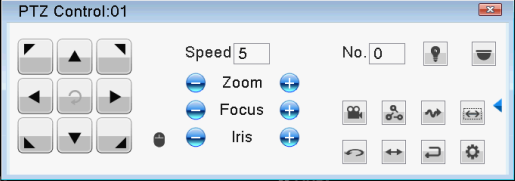 PTZ Control:01
Speed 5 No. 0
Zoom
Focus
Iris